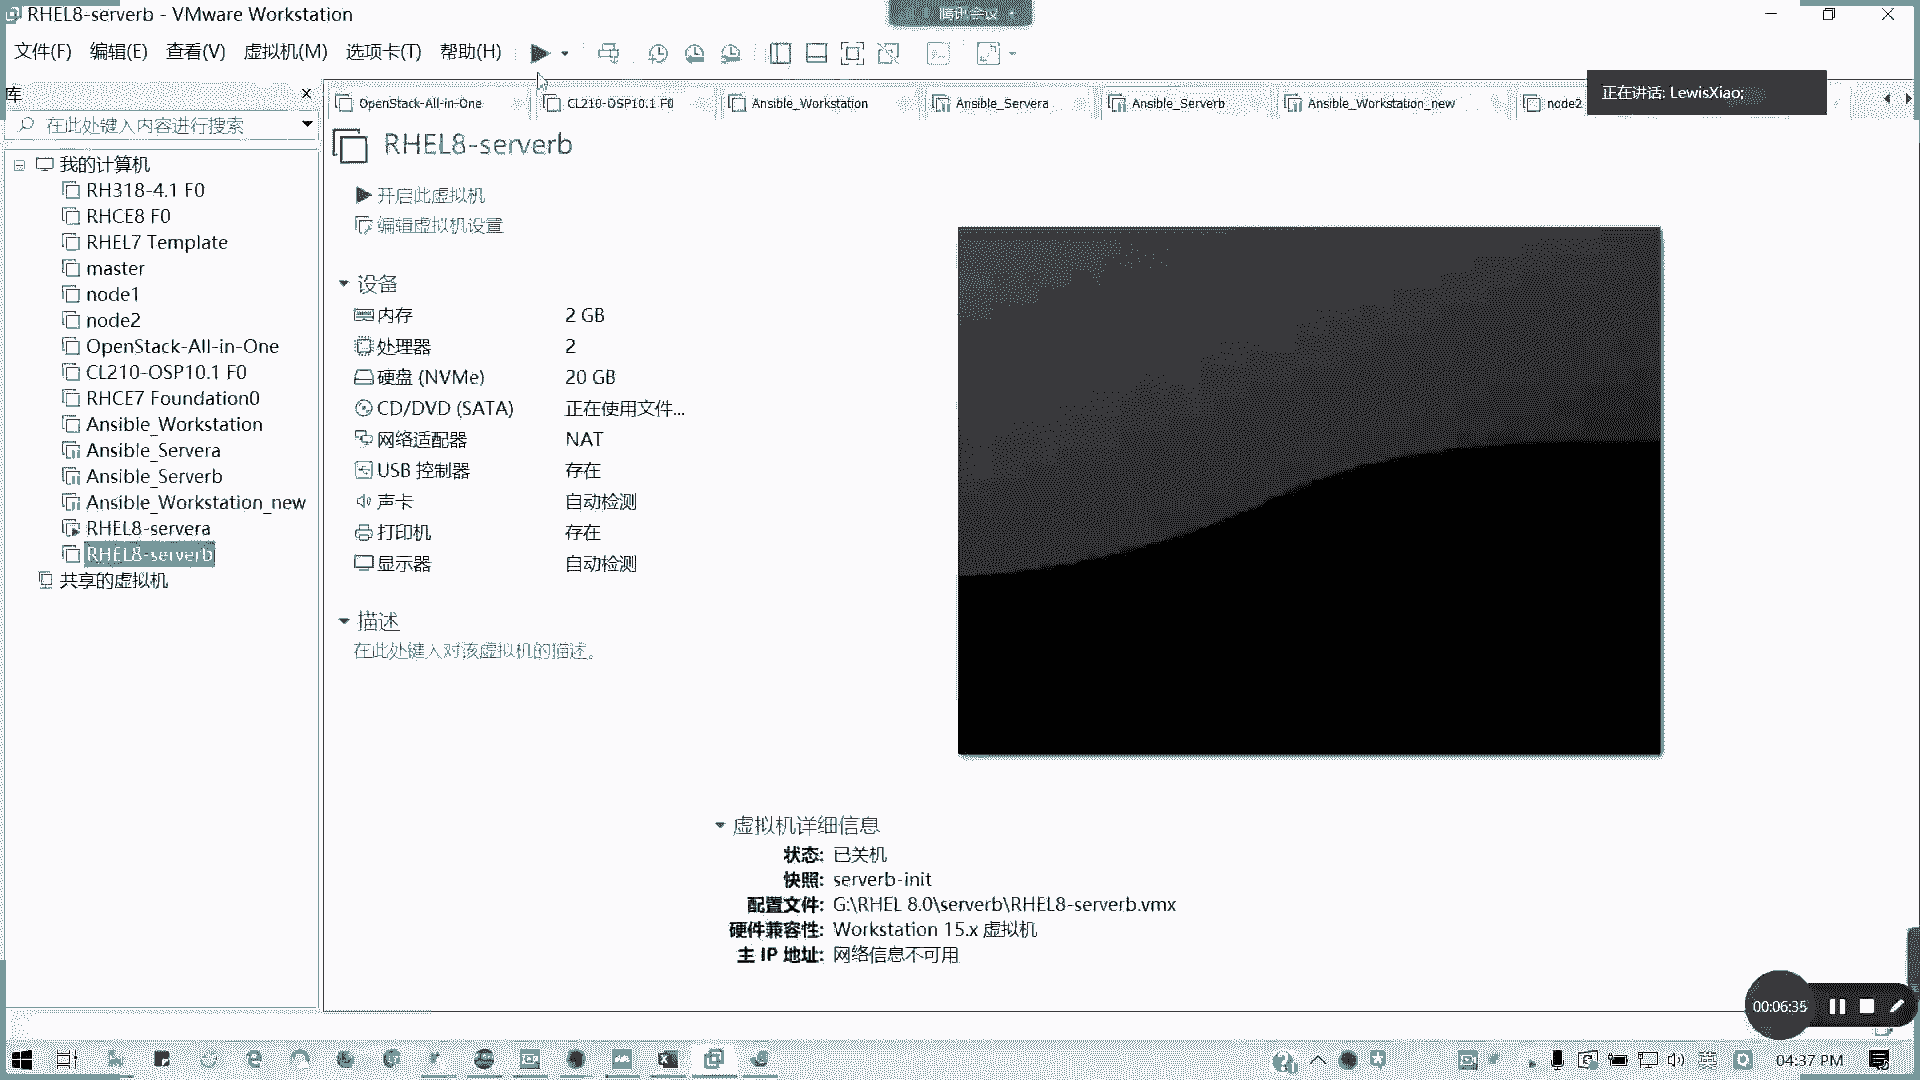 RHEL8-serverb - VMware Workstation
腾讯会议
文件(F) 编辑(E) 查看(V) 虚拟机(M) 选项卡(T) 帮助(H)
库
在此处键入内容进行搜索
OpenStack-All-in-One CL210-OSP10.1 F0 Ansible_Workstation Ansible_Servera Ansible_Serverb Ansible_Workstation_new node2
正在讲话: LewisXiao;
我的计算机
RH318-4.1 F0
RHCE8 F0
RHEL7 Template
master
node1
node2
OpenStack-All-in-One
CL210-OSP10.1 F0
RHCE7 Foundation0
Ansible_Workstation
Ansible_Servera
Ansible_Serverb
Ansible_Workstation_new
RHEL8-servera
RHEL8-serverb
共享的虚拟机
RHEL8-serverb
开启此虚拟机
编辑虚拟机设置
设备
内存 2 GB
处理器 2
硬盘 (NVMe) 20 GB
CD/DVD (SATA) 正在使用文件...
网络适配器 NAT
USB 控制器 存在
声卡 自动检测
打印机 存在
显示器 自动检测
描述
在此处键入对该虚拟机的描述。
虚拟机详细信息
状态: 已关机
快照: serverb-init
配置文件: G:\RHEL 8.0\serverb\RHEL8-serverb.vmx
硬件兼容性: Workstation 15.x 虚拟机
主 IP 地址: 网络信息不可用
00:06:35
英
04:37 PM